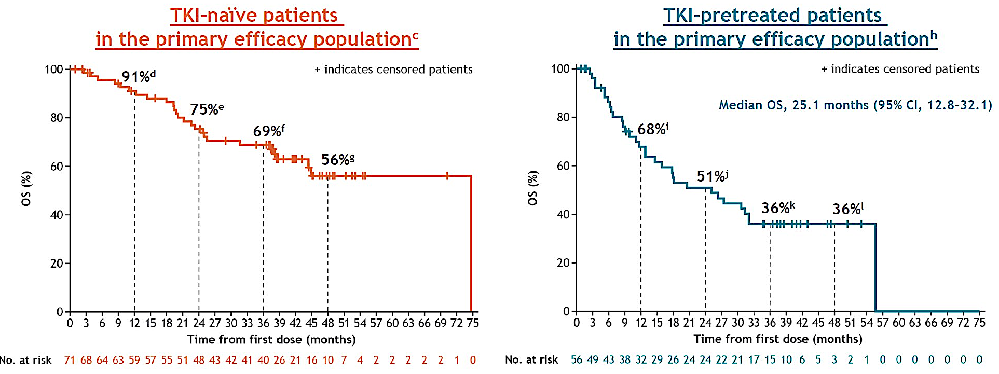 TKI-naïve patients
in the primary efficacy populationᶜ
+ indicates censored patients
100
80
60
40
20
0
OS (%)
91%ᵈ
75%ᵉ
69%ᶠ
56%ᵍ
0 3 6 9 12 15 18 21 24 27 30 33 36 39 42 45 48 51 54 57 60 63 66 69 72 75
Time from first dose (months)
No. at risk 71 68 64 63 59 57 55 51 48 43 42 41 40 26 21 16 10 7 4 2 2 2 2 2 1 0
TKI-pretreated patients
in the primary efficacy populationʰ
+ indicates censored patients
Median OS, 25.1 months (95% CI, 12.8–32.1)
100
80
60
40
20
0
OS (%)
68%ⁱ
51%ʲ
36%ᵏ
36%ˡ
0 3 6 9 12 15 18 21 24 27 30 33 36 39 42 45 48 51 54 57 60 63 66 69 72 75
Time from first dose (months)
No. at risk 56 49 43 38 32 29 26 24 24 22 21 17 15 10 6 5 3 2 1 0 0 0 0 0 0 0